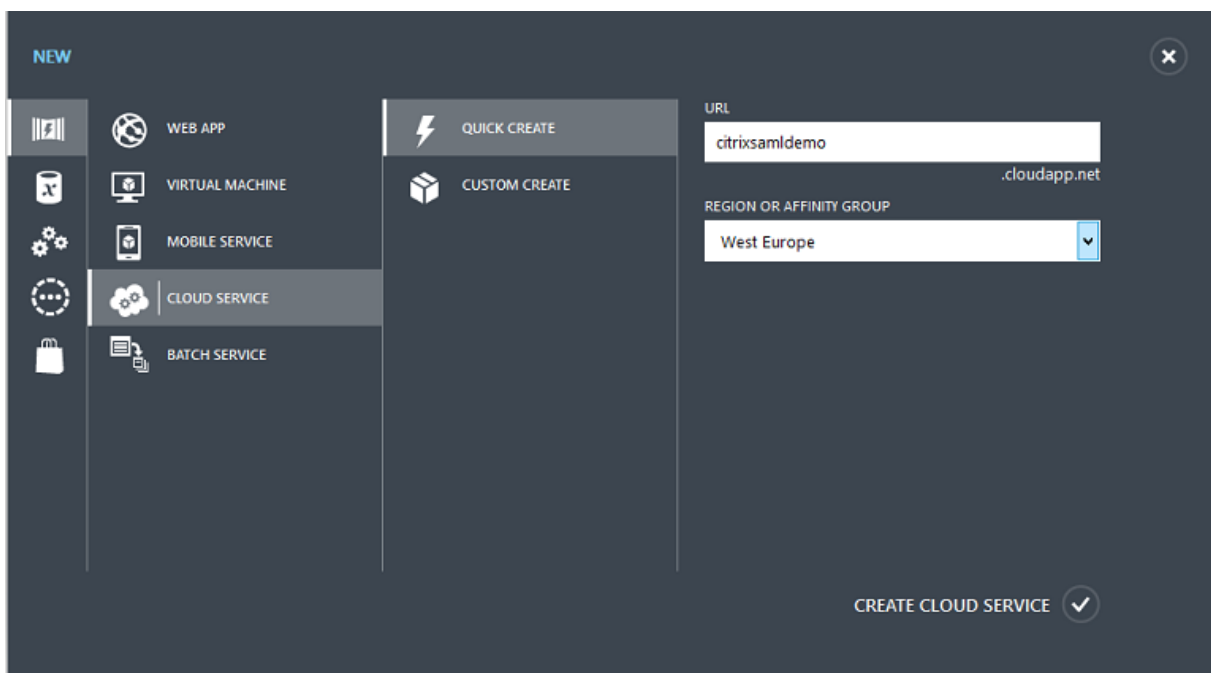 NEW
WEB APP
VIRTUAL MACHINE
MOBILE SERVICE
CLOUD SERVICE
BATCH SERVICE
QUICK CREATE
CUSTOM CREATE
URL
citrixsamldemo
.cloudapp.net
REGION OR AFFINITY GROUP
West Europe
CREATE CLOUD SERVICE